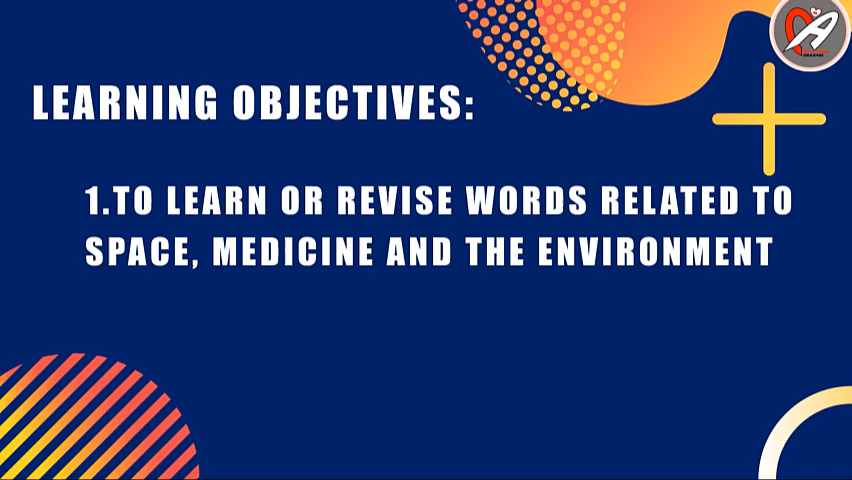 LEARNING OBJECTIVES:
1.TO LEARN OR REVISE WORDS RELATED TO
SPACE, MEDICINE AND THE ENVIRONMENT